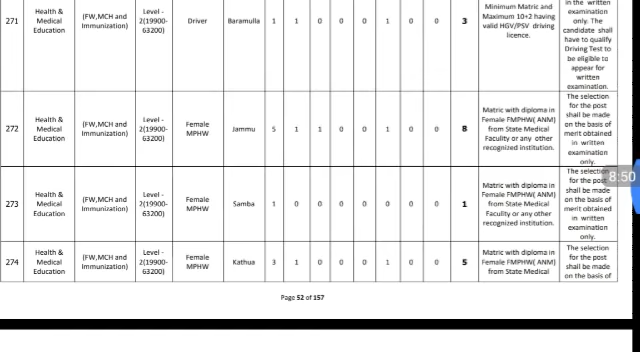 in the written
examination
only. The
candidate shall
have to qualify
Driving Test to
be eligible to
appear for
written
examination.
271
Health &
Medical
Education
(FW,MCH and
Immunization)
Level -
2(19900-
63200)
Driver
Baramulla
1 1 0 0 0 1 0 0 3
Minimum Matric and
Maximum 10+2 having
valid HGV/PSV driving
licence.
272
Health &
Medical
Education
(FW,MCH and
Immunization)
Level -
2(19900-
63200)
Female
MPHW
Jammu
5 1 1 0 0 1 0 0 8
Matric with diploma in
Female FMPHW( ANM)
from State Medical
Faculity or any other
recognized institution.
The selection
for the post
shall be made
on the basis of
merit obtained
in written
examination
only.
273
Health &
Medical
Education
(FW,MCH and
Immunization)
Level -
2(19900-
63200)
Female
MPHW
Samba
1 0 0 0 0 0 0 0 1
Matric with diploma in
Female FMPHW( ANM)
from State Medical
Faculty or any other
recognized institution.
The selection
for the post
shall be made
on the basis of
merit obtained
in written
examination
only.
8:50
274
Health &
Medical
Education
(FW,MCH and
Immunization)
Level -
2(19900-
63200)
Female
MPHW
Kathua
3 1 0 0 0 1 0 0 5
Matric with diploma in
Female FMPHW( ANM)
from State Medical
The selection
for the post
shall be made
on the basis of
Page 52 of 157